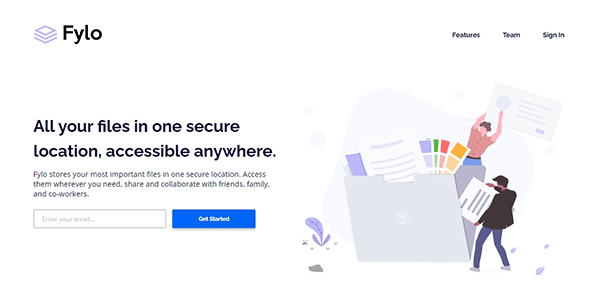 Fylo
Features
Team
Sign In
All your files in one secure
location, accessible anywhere.
Fylo stores your most important files in one secure location. Access
them wherever you need, share and collaborate with friends, family,
and co-workers.
Enter your email...
Get Started